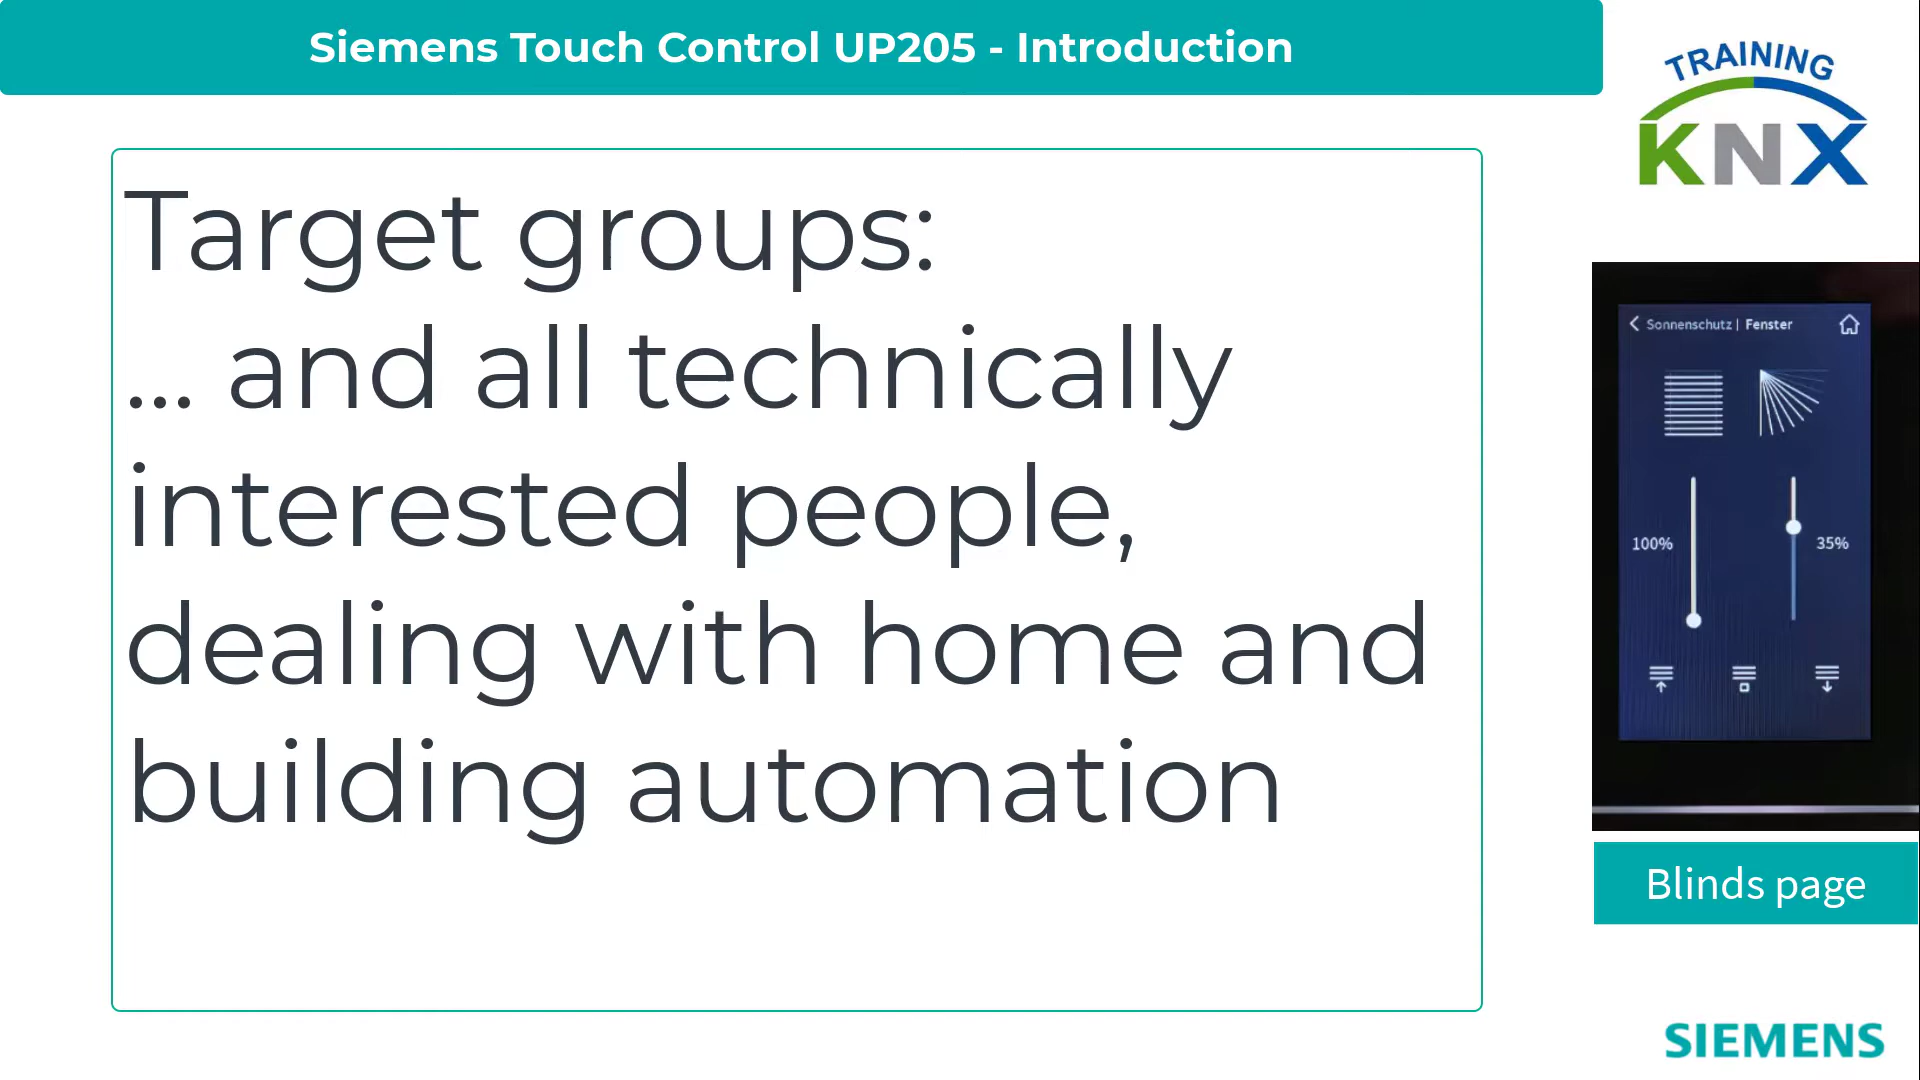 Siemens Touch Control UP205 - Introduction
TRAINING
KNX
Target groups:
... and all technically
interested people,
dealing with home and
building automation
Sonnenschutz | Fenster
100%
35%
Blinds page
SIEMENS